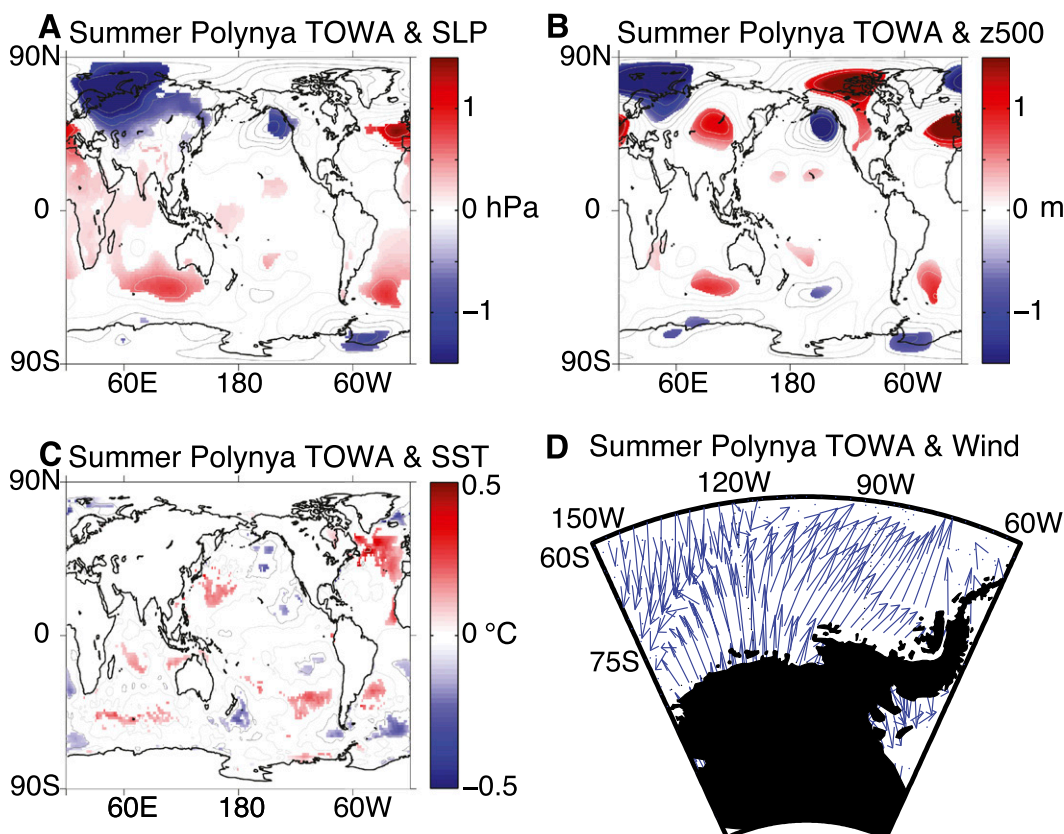 A Summer Polynya TOWA & SLP
90N
0
90S
60E 180 60W
1
0 hPa
−1
B Summer Polynya TOWA & z500
90N
0
90S
60E 180 60W
1
0 m
−1
C Summer Polynya TOWA & SST
90N
0
90S
60E 180 60W
0.5
0 °C
−0.5
D Summer Polynya TOWA & Wind
120W 90W
150W 60W
60S
75S